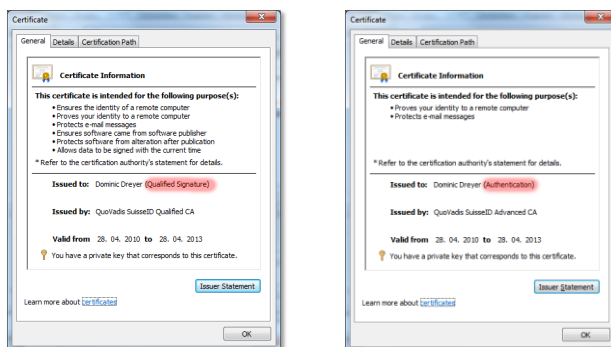 Certificate
General Details Certification Path
Certificate Information
This certificate is intended for the following purpose(s):
• Ensures the identity of a remote computer
• Proves your identity to a remote computer
• Protects e-mail messages
• Ensures software came from software publisher
• Protects software from alteration after publication
• Allows data to be signed with the current time
* Refer to the certification authority's statement for details.
Issued to: Dominic Dreyer (Qualified Signature)
Issued by: QuoVadis SuisseID Qualified CA
Valid from 28. 04. 2010 to 28. 04. 2013
You have a private key that corresponds to this certificate.
Issuer Statement
Learn more about certificates
OK
Certificate
General Details Certification Path
Certificate Information
This certificate is intended for the following purpose(s):
• Proves your identity to a remote computer
• Protects e-mail messages
* Refer to the certification authority's statement for details.
Issued to: Dominic Dreyer (Authentication)
Issued by: QuoVadis SuisseID Advanced CA
Valid from 28. 04. 2010 to 28. 04. 2013
You have a private key that corresponds to this certificate.
Issuer Statement
Learn more about certificates
OK